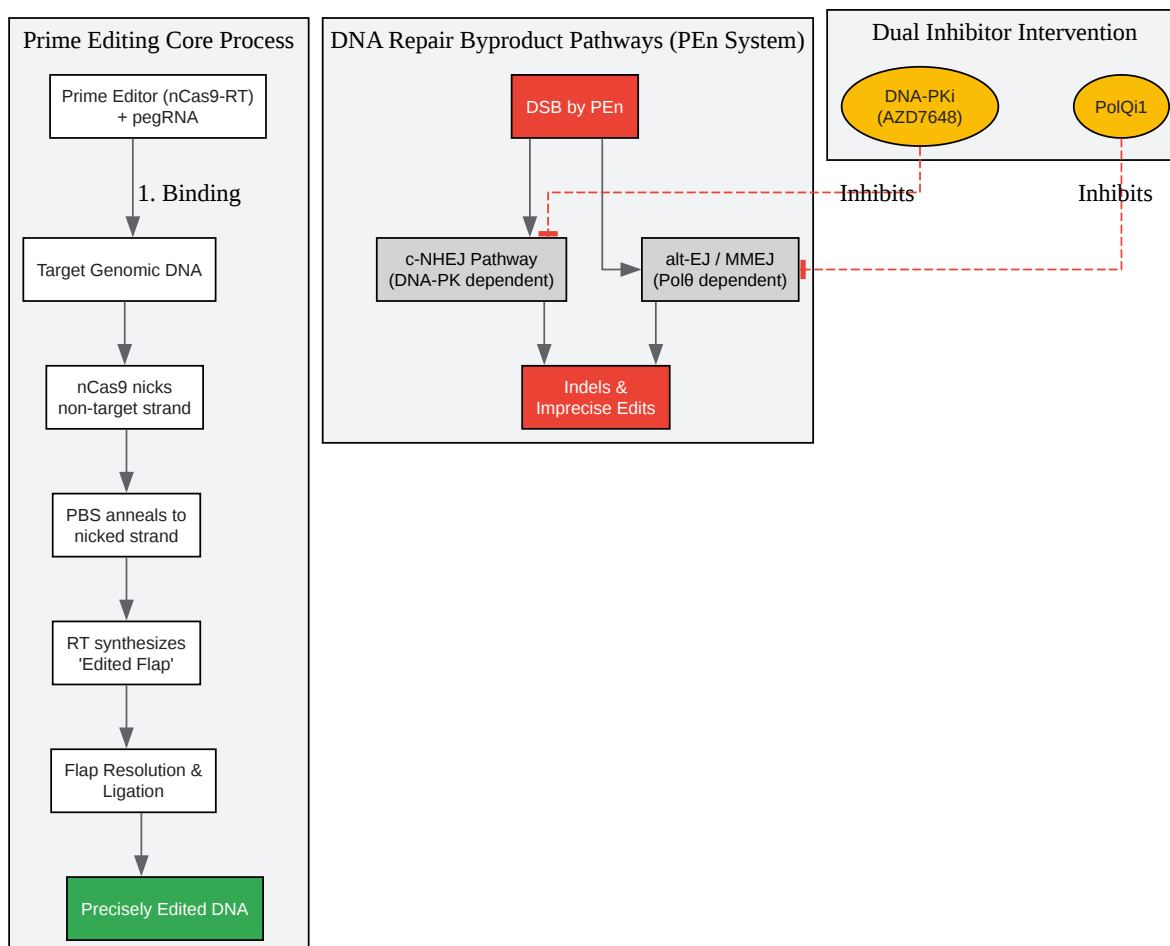 Prime Editing Core Process
Prime Editor (nCas9-RT)
+ pegRNA
1. Binding
Target Genomic DNA
nCas9 nicks
non-target strand
PBS anneals to
nicked strand
RT synthesizes
'Edited Flap'
Flap Resolution &
Ligation
Precisely Edited DNA
DNA Repair Byproduct Pathways (PEn System)
DSB by PEn
c-NHEJ Pathway
(DNA-PK dependent)
alt-EJ / MMEJ
(Polθ dependent)
Indels &
Imprecise Edits
Dual Inhibitor Intervention
DNA-PKi
(AZD7648)
PolQi1
Inhibits
Inhibits